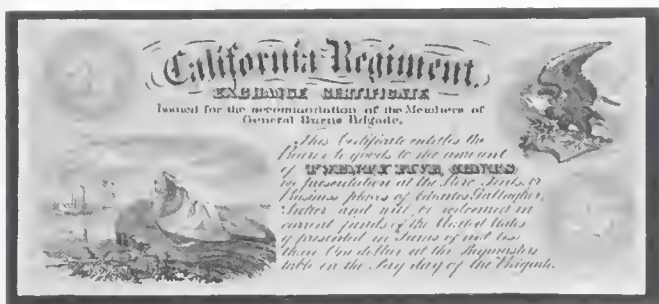 California Regiment.
EXCHANGE CERTIFICATE
Issued for the accommodation of the Members of
General Burns Brigade.
This Certificate entitles the
Bearer to goods to the amount
of TWENTY FIVE CENTS
on presentation at the Store Tents or
Business places of Gallagher,
Sutler and will be redeemed in
current funds of the United States
if presented in Sums of not less
than One dollar at the Paymasters
table on the Pay day of the Brigade.